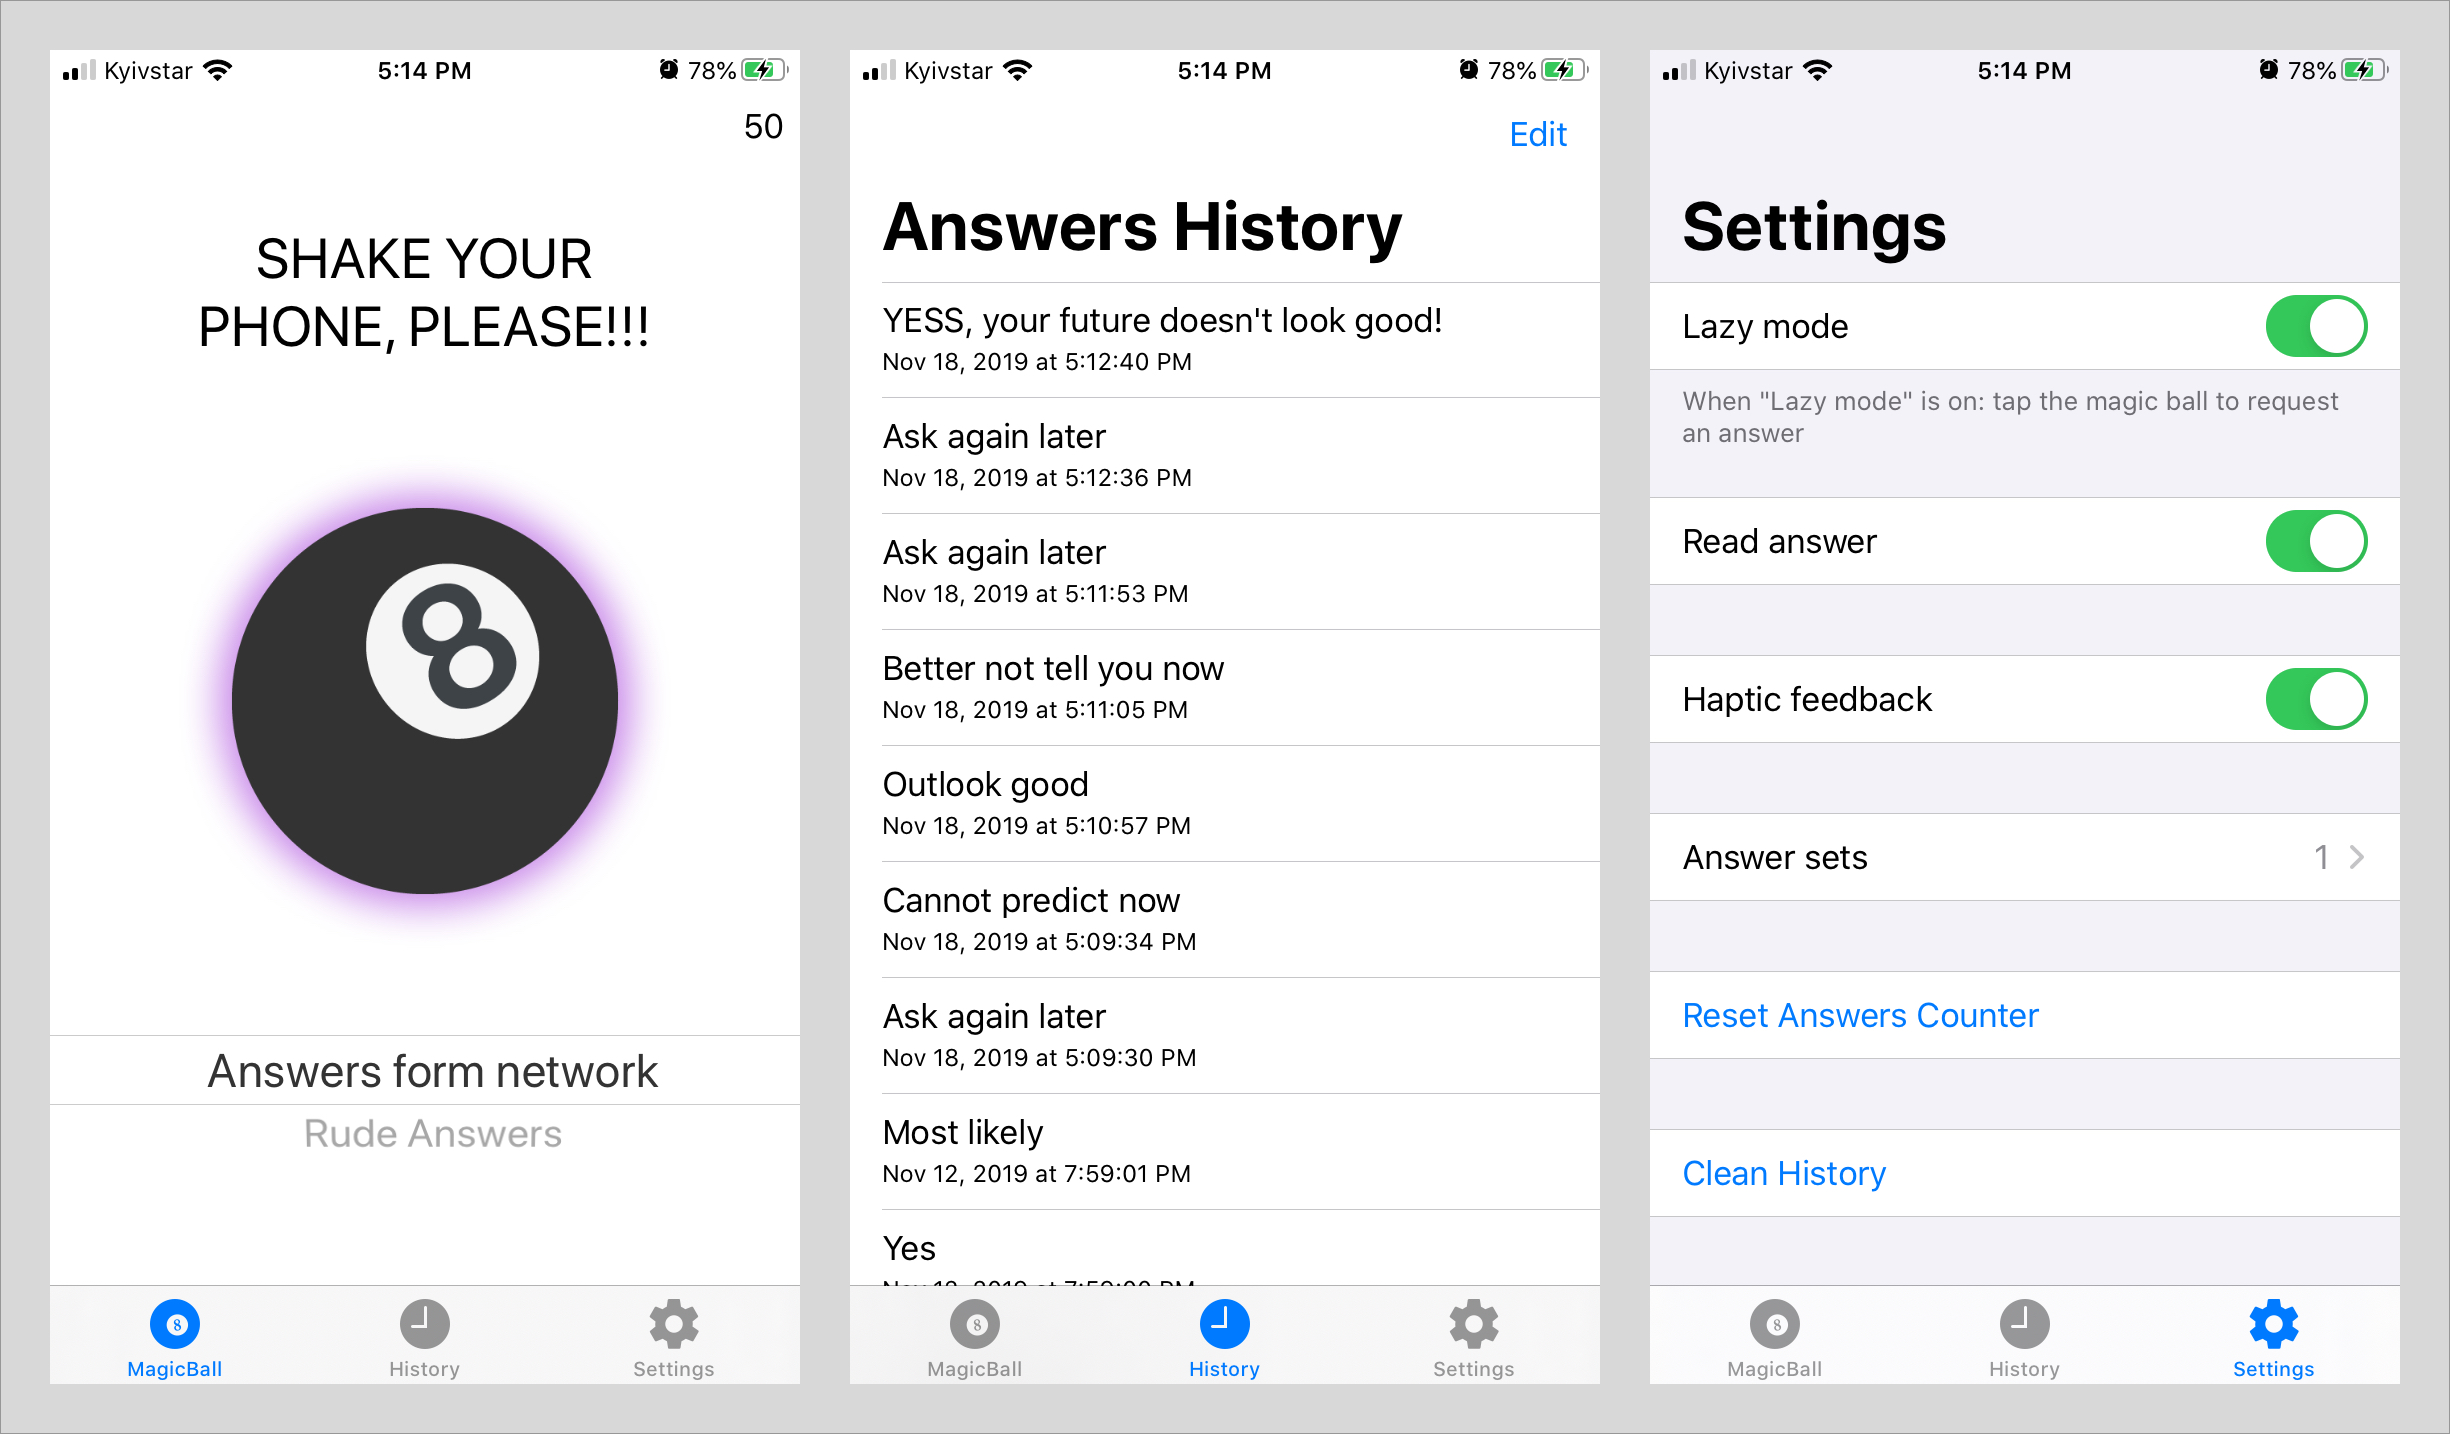 Kyivstar 5:14 PM 78%
50
SHAKE YOUR
PHONE, PLEASE!!!
8
Answers form network
Rude Answers
8
MagicBall History Settings
Kyivstar 5:14 PM 78%
Edit
Answers History
YESS, your future doesn't look good!
Nov 18, 2019 at 5:12:40 PM
Ask again later
Nov 18, 2019 at 5:12:36 PM
Ask again later
Nov 18, 2019 at 5:11:53 PM
Better not tell you now
Nov 18, 2019 at 5:11:05 PM
Outlook good
Nov 18, 2019 at 5:10:57 PM
Cannot predict now
Nov 18, 2019 at 5:09:34 PM
Ask again later
Nov 18, 2019 at 5:09:30 PM
Most likely
Nov 12, 2019 at 7:59:01 PM
Yes
8
MagicBall History Settings
Kyivstar 5:14 PM 78%
Settings
Lazy mode
When "Lazy mode" is on: tap the magic ball to request
an answer
Read answer
Haptic feedback
Answer sets 1
Reset Answers Counter
Clean History
8
MagicBall History Settings